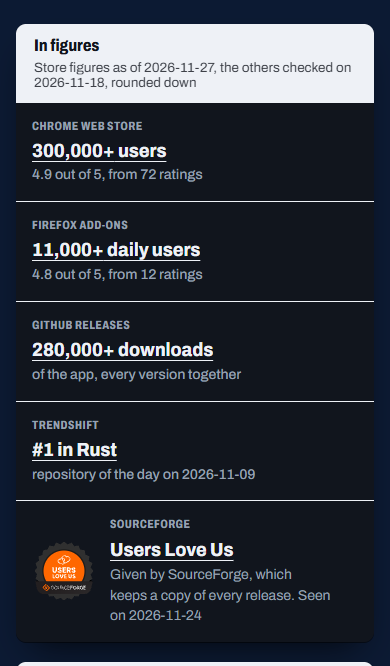 In figures
Store figures as of 2026-11-27, the others checked on
2026-11-18, rounded down
CHROME WEB STORE
300,000+ users
4.9 out of 5, from 72 ratings
FIREFOX ADD-ONS
11,000+ daily users
4.8 out of 5, from 12 ratings
GITHUB RELEASES
280,000+ downloads
of the app, every version together
TRENDSHIFT
#1 in Rust
repository of the day on 2026-11-09
SOURCEFORGE
Users Love Us
Given by SourceForge, which
keeps a copy of every release. Seen
on 2026-11-24
USERS
LOVE US
SOURCEFORGE